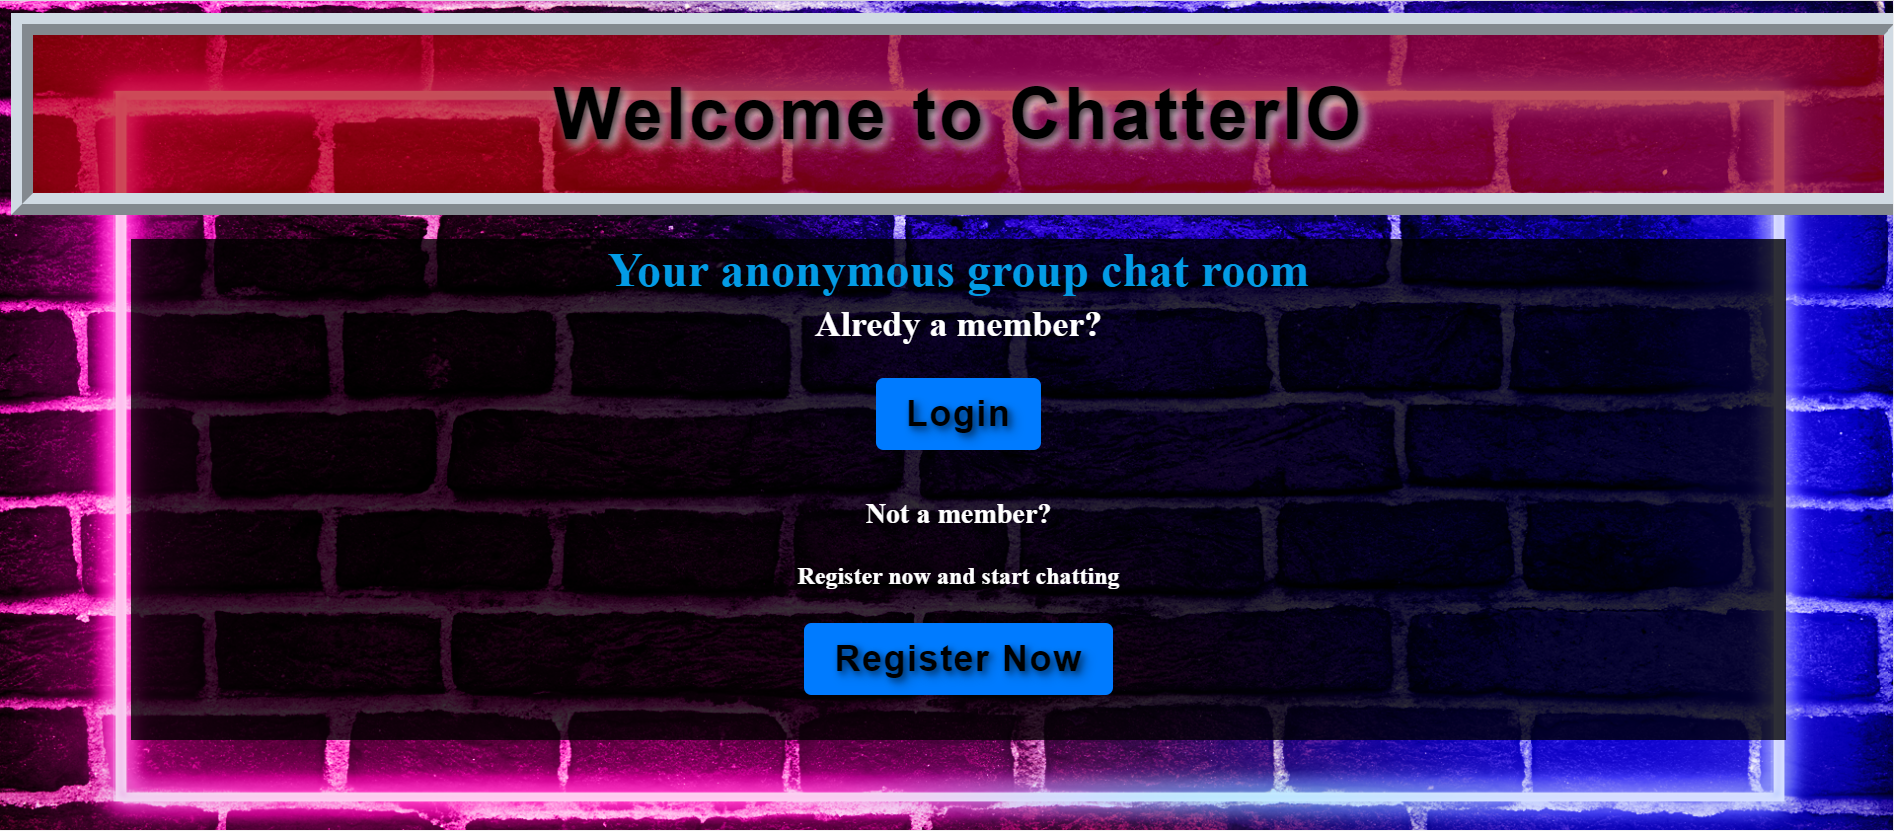 Welcome to ChatterIO
Your anonymous group chat room
Alredy a member?
Login
Not a member?
Register now and start chatting
Register Now